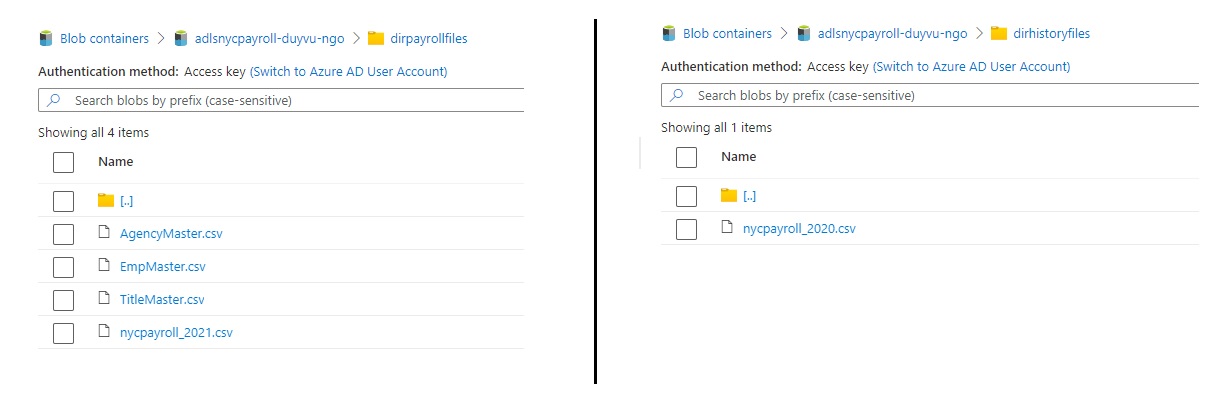 Blob containers > adlsnycpayroll-duyvu-ngo > dirpayrollfiles
Authentication method: Access key (Switch to Azure AD User Account)
Search blobs by prefix (case-sensitive)
Showing all 4 items
Name
[..]
AgencyMaster.csv
EmpMaster.csv
TitleMaster.csv
nycpayroll_2021.csv
Blob containers > adlsnycpayroll-duyvu-ngo > dirhistoryfiles
Authentication method: Access key (Switch to Azure AD User Account)
Search blobs by prefix (case-sensitive)
Showing all 1 items
Name
[..]
nycpayroll_2020.csv